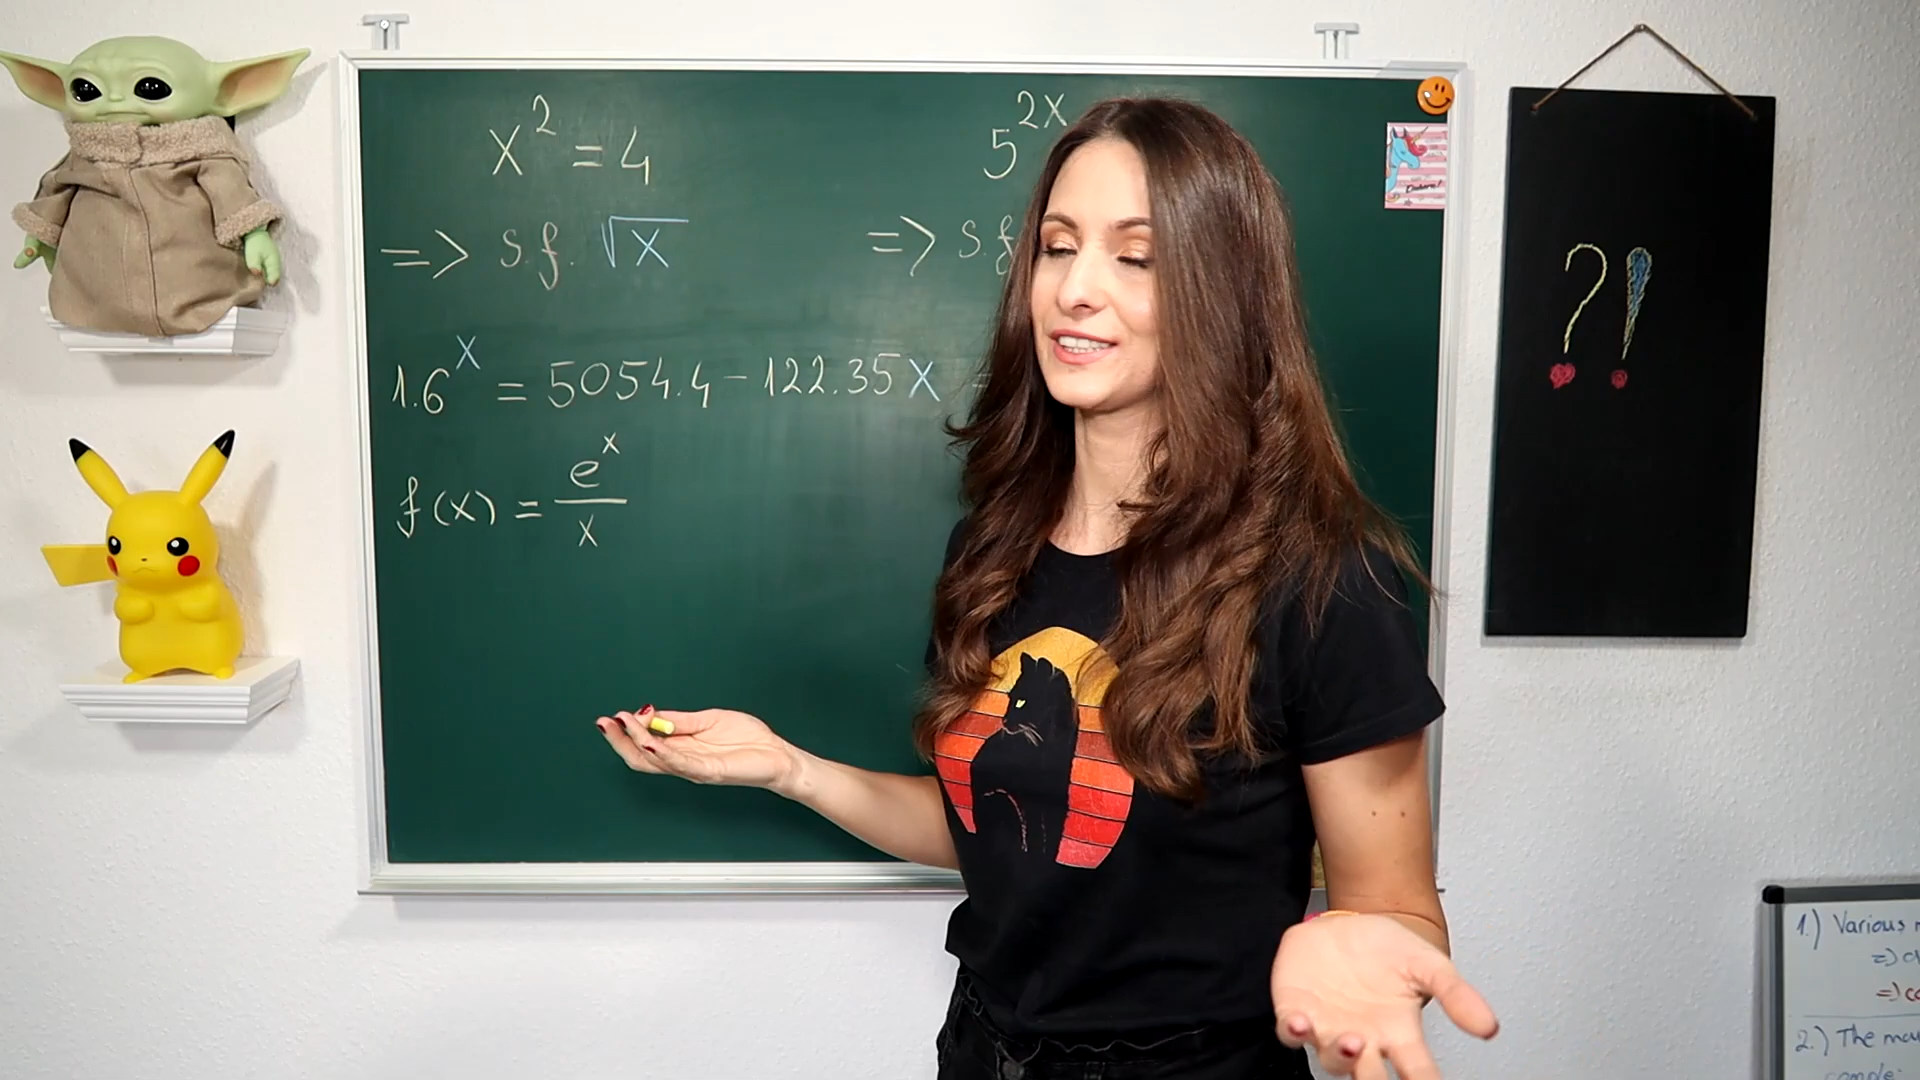 x² = 4
5^{2x}
=> s.f. √x
=> s.f
1.6^x = 5054.4 - 122.35x =
f(x) = e^x / x
?!
1.) Various
=>
=>
2.) The